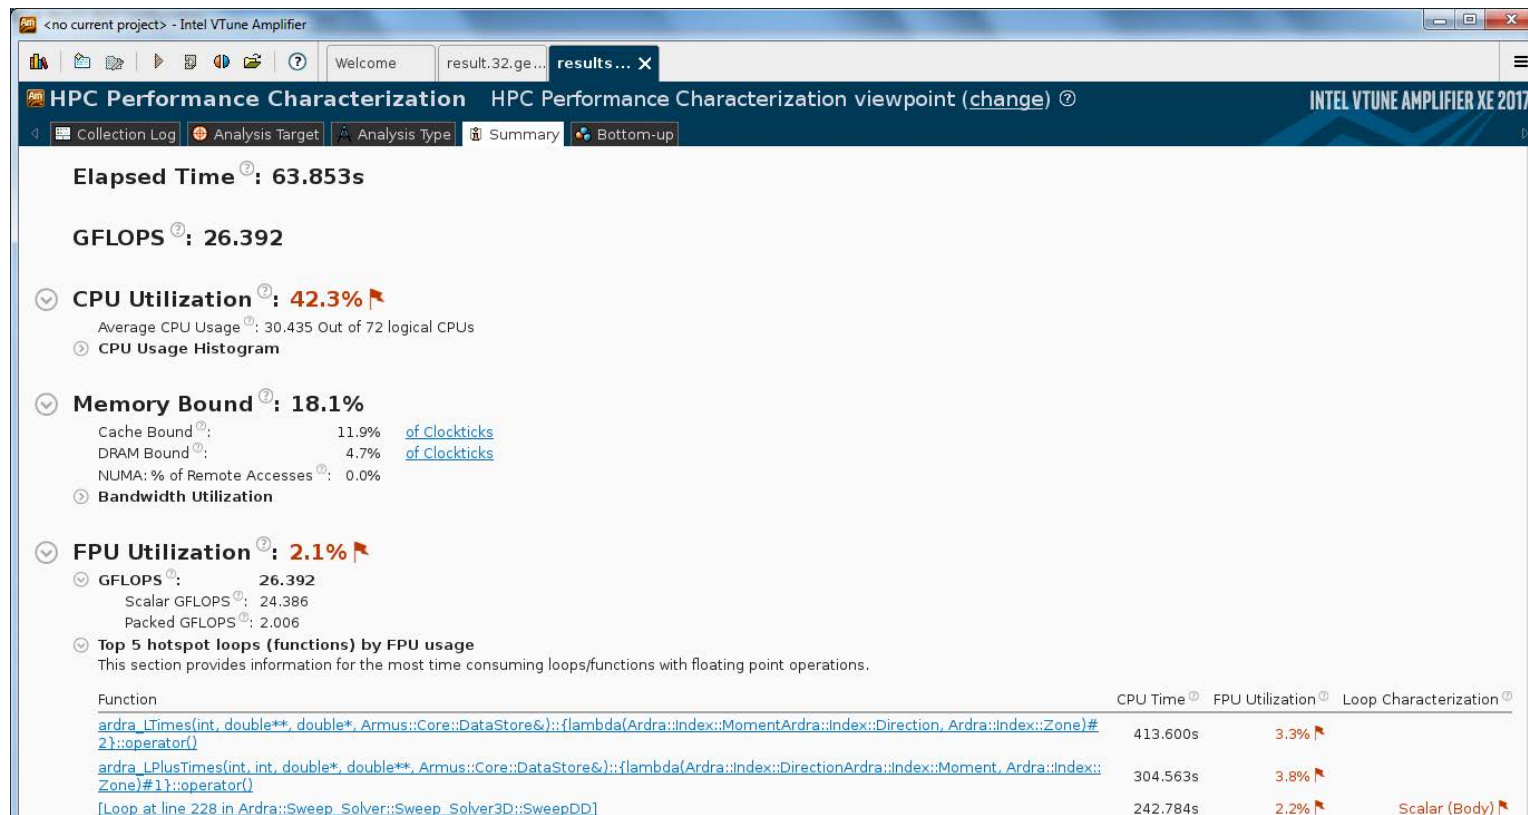 <no current project> - Intel VTune Amplifier
Welcome
result.32.ge...
results... X
HPC Performance Characterization HPC Performance Characterization viewpoint (change)
INTEL VTUNE AMPLIFIER XE 2017
Collection Log
Analysis Target
Analysis Type
Summary
Bottom-up
Elapsed Time: 63.853s
GFLOPS: 26.392
CPU Utilization: 42.3%
Average CPU Usage: 30.435 Out of 72 logical CPUs
CPU Usage Histogram
Memory Bound: 18.1%
Cache Bound: 11.9% of Clockticks
DRAM Bound: 4.7% of Clockticks
NUMA: % of Remote Accesses: 0.0%
Bandwidth Utilization
FPU Utilization: 2.1%
GFLOPS: 26.392
Scalar GFLOPS: 24.386
Packed GFLOPS: 2.006
Top 5 hotspot loops (functions) by FPU usage
This section provides information for the most time consuming loops/functions with floating point operations.
Function CPU Time FPU Utilization Loop Characterization
ardra_LTimes(int, double**, double*, Armus::Core::DataStore&)::{lambda(Ardra::Index::MomentArdra::Index::Direction, Ardra::Index::Zone)#
2}::operator() 413.600s 3.3%
ardra_LPlusTimes(int, int, double*, double**, Armus::Core::DataStore&)::{lambda(Ardra::Index::DirectionArdra::Index::Moment, Ardra::Index::
Zone)#1}::operator() 304.563s 3.8%
[Loop at line 228 in Ardra::Sweep_Solver::Sweep_Solver3D::SweepDD] 242.784s 2.2% Scalar (Body)